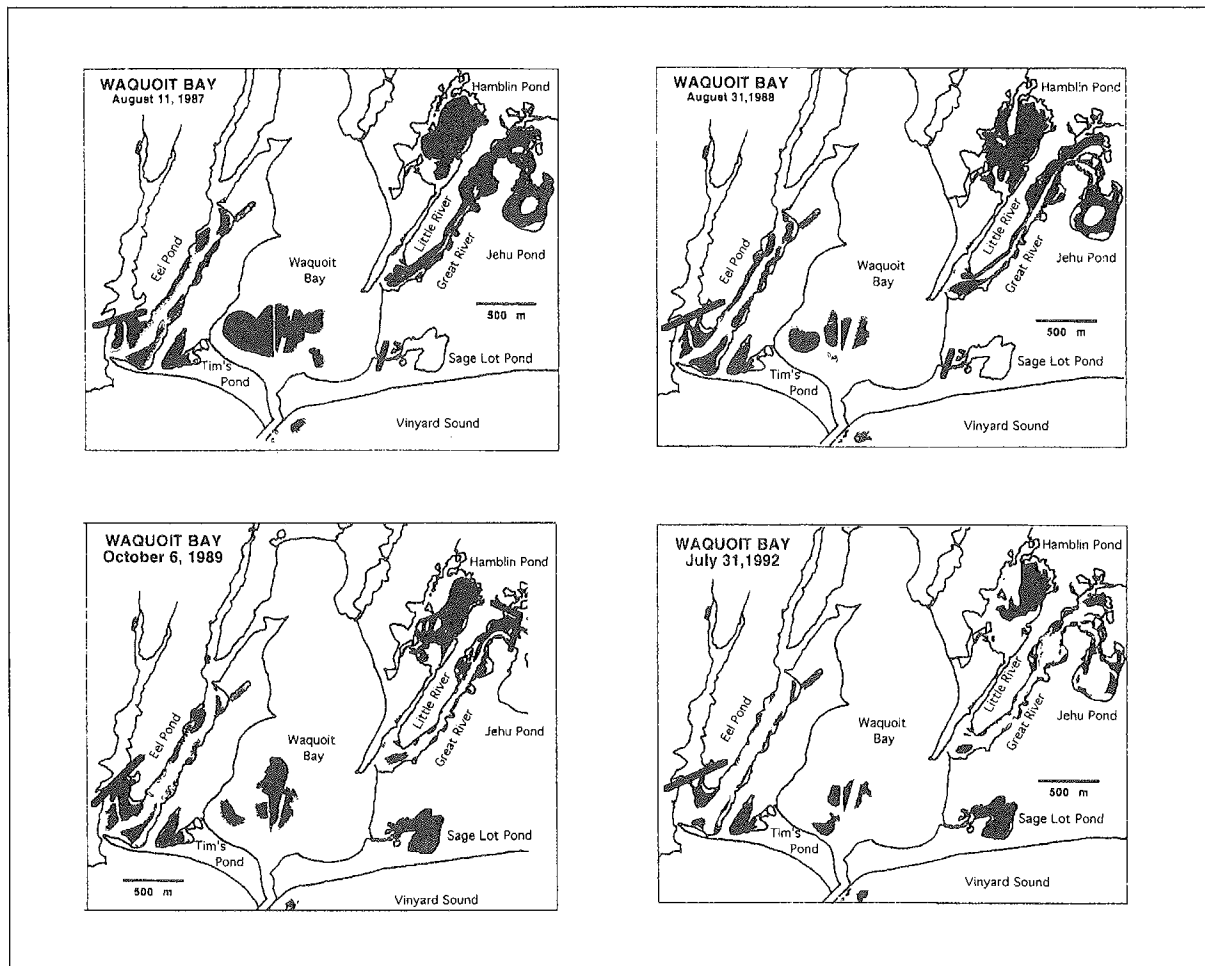 WAQUOIT BAY
August 11, 1987
Hamblin Pond
Little River
Great River
Jehu Pond
Eel Pond
Waquoit
Bay
500 m
Sage Lot Pond
Tim's
Pond
Vinyard Sound
WAQUOIT BAY
August 31,1988
Hamblin Pond
Little River
Great River
Jehu Pond
Eel Pond
Waquoit
Bay
500 m
Sage Lot Pond
Tim's
Pond
Vinyard Sound
WAQUOIT BAY
October 6, 1989
Hamblin Pond
Little River
Great River
Jehu Pond
Eel Pond
Waquoit
Bay
Sage Lot Pond
Tim's
Pond
500 m
Vinyard Sound
WAQUOIT BAY
July 31,1992
Hamblin Pond
Little River
Great River
Jehu Pond
Eel Pond
Waquoit
Bay
500 m
Sage Lot Pond
Tim's
Pond
Vinyard Sound